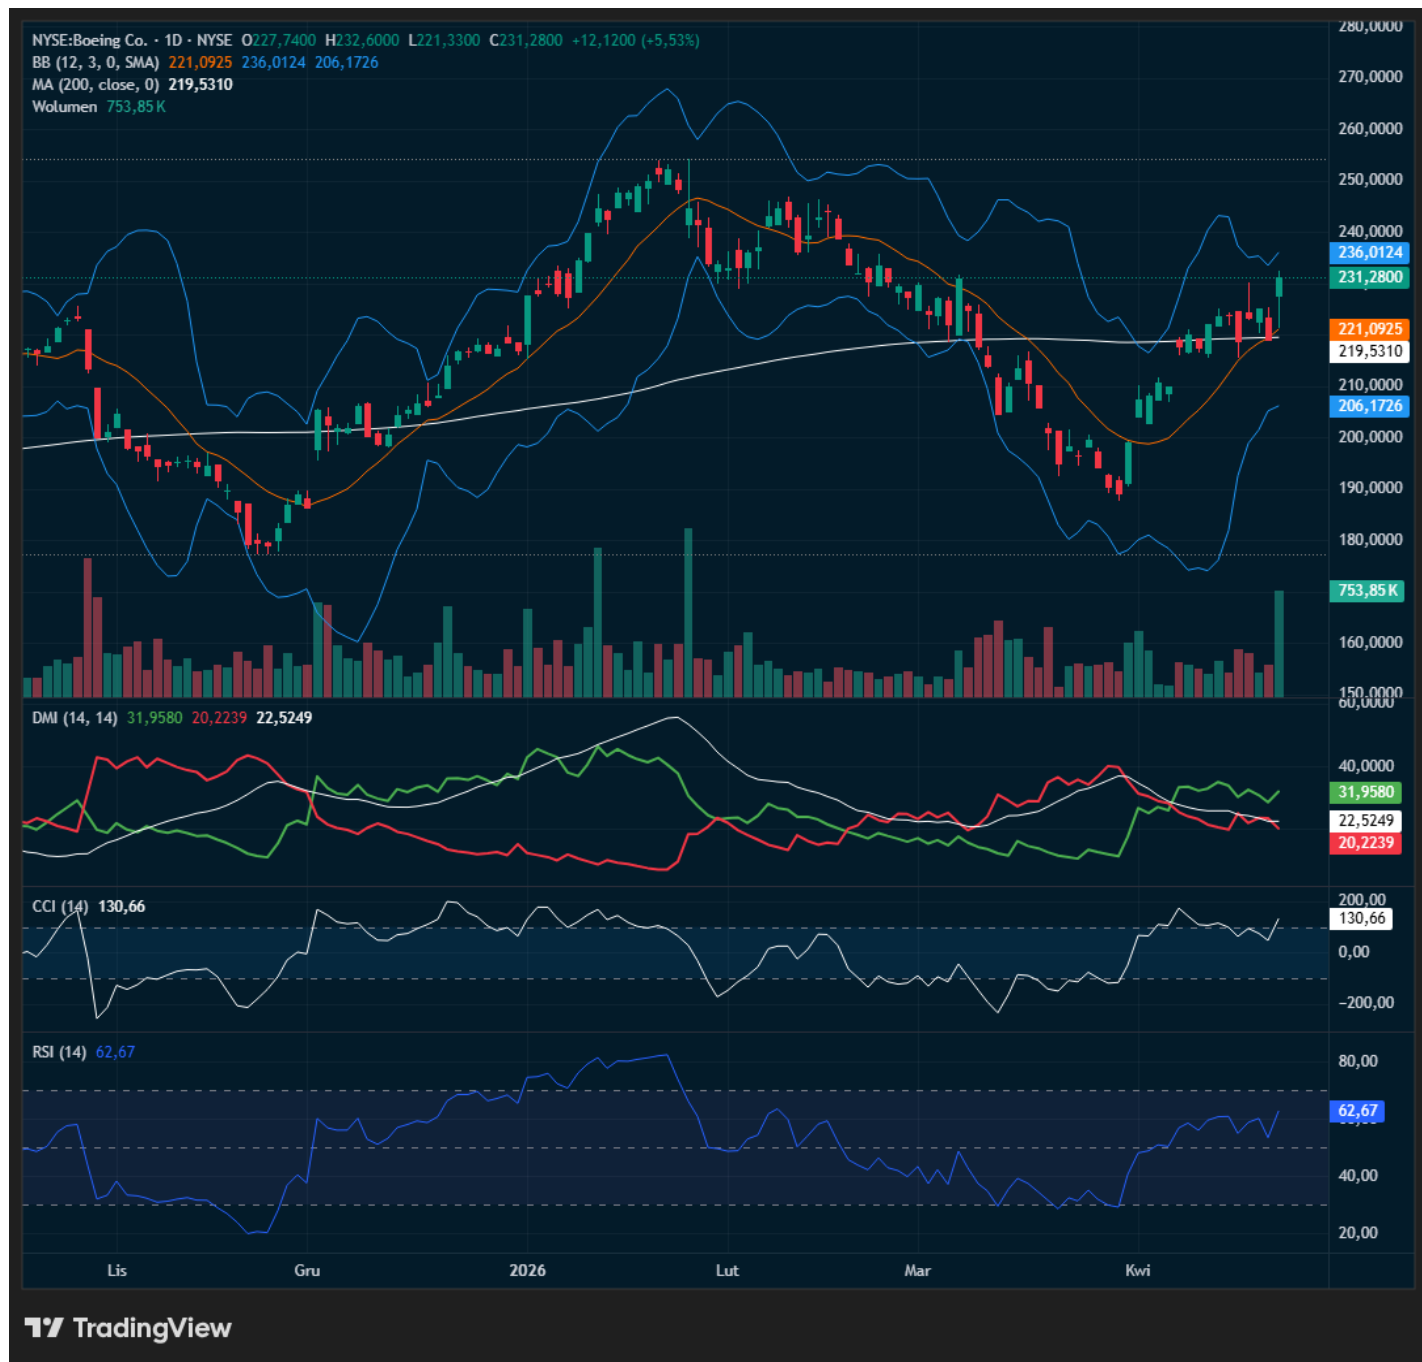 NYSE:Boeing Co. · 1D · NYSE O227,7400 H232,6000 L221,3300 C231,2800 +12,1200 (+5,53%)
BB (12, 3, 0, SMA) 221,0925 236,0124 206,1726
MA (200, close, 0) 219,5310
Wolumen 753,85 K
280,0000
270,0000
260,0000
250,0000
240,0000
236,0124
231,2800
221,0925
219,5310
210,0000
206,1726
200,0000
190,0000
180,0000
753,85 K
160,0000
150,0000
DMI (14, 14) 31,9580 20,2239 22,5249
60,0000
40,0000
31,9580
22,5249
20,2239
CCI (14) 130,66
200,00
130,66
0,00
−200,00
RSI (14) 62,67
80,00
62,67
40,00
20,00
Lis Gru 2026 Lut Mar Kwi
TradingView